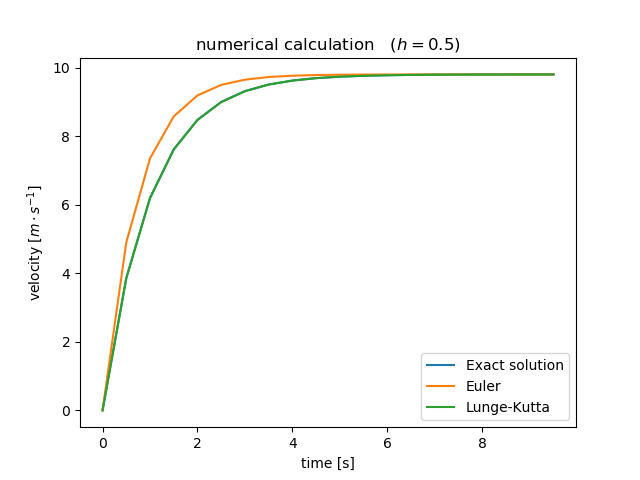 numerical calculation (h = 0.5)
10
8
6
4
2
0
velocity [m · s⁻¹]
Exact solution
Euler
Lunge-Kutta
0 2 4 6 8
time [s]